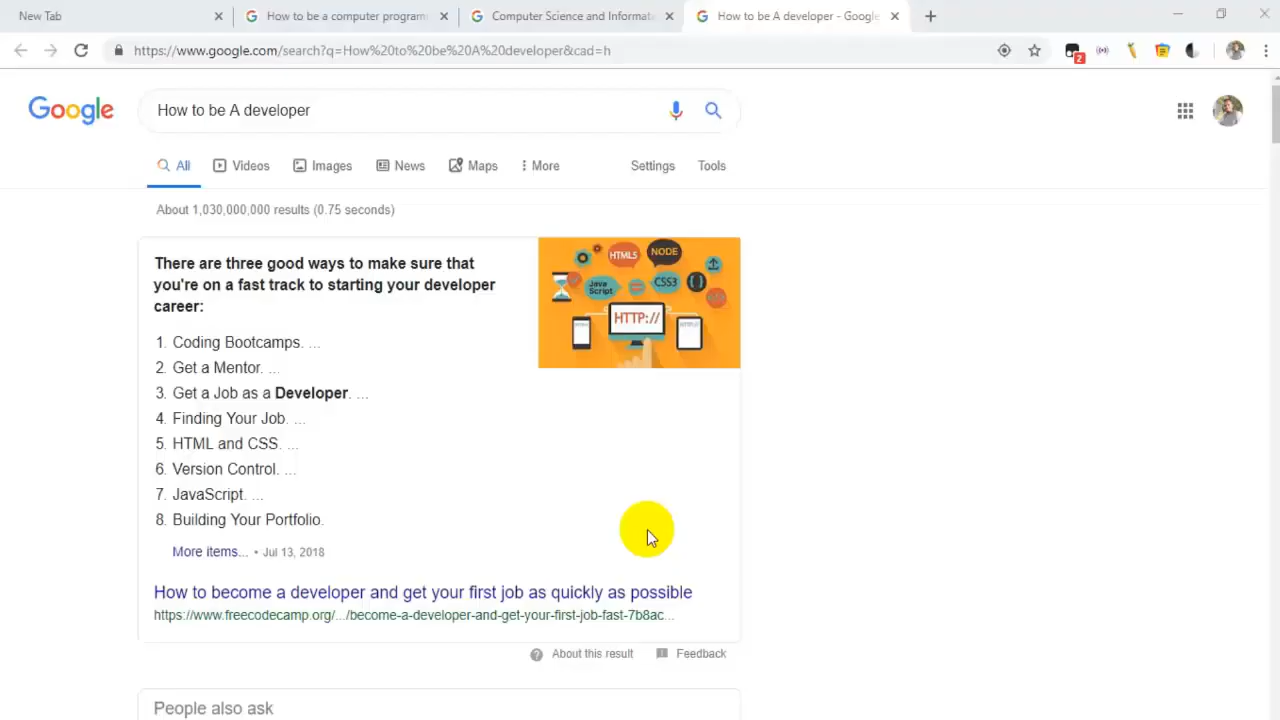 New Tab
How to be a computer program
Computer Science and Informat
How to be A developer - Google
https://www.google.com/search?q=How%20to%20be%20A%20developer&cad=h
2
Google
How to be A developer
All
Videos
Images
News
Maps
More
Settings
Tools
About 1,030,000,000 results (0.75 seconds)
There are three good ways to make sure that
you're on a fast track to starting your developer
career:
HTML5
NODE
Java
Script
CSS3
HTTP://
1. Coding Bootcamps. ...
2. Get a Mentor. ...
3. Get a Job as a Developer. ...
4. Finding Your Job. ...
5. HTML and CSS. ...
6. Version Control. ...
7. JavaScript. ...
8. Building Your Portfolio.
More items... • Jul 13, 2018
How to become a developer and get your first job as quickly as possible
https://www.freecodecamp.org/.../become-a-developer-and-get-your-first-job-fast-7b8ac...
About this result
Feedback
People also ask